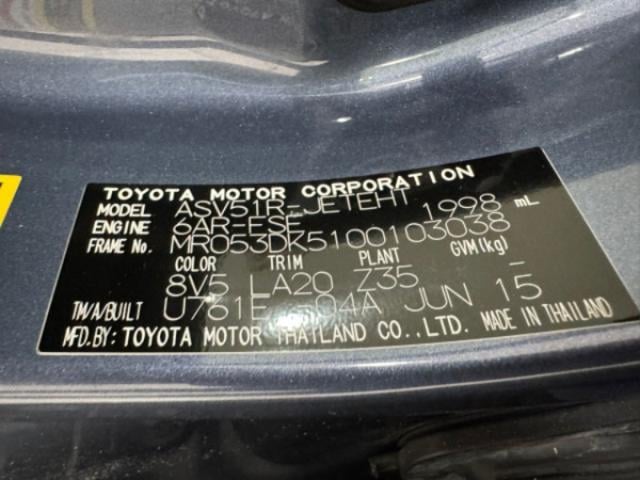 TOYOTA MOTOR CORPORATION
MODEL ASV51R-JETEHT
ENGINE 6AR-FSE 1998 mL
FRAME No. MR053DK5100103038
COLOR TRIM PLANT GVM(kg)
8V5 LA20 Z35 –
TM/A/BUILT U761E JUN 15
MFD.BY: TOYOTA MOTOR THAILAND CO.,LTD. MADE IN THAILAND